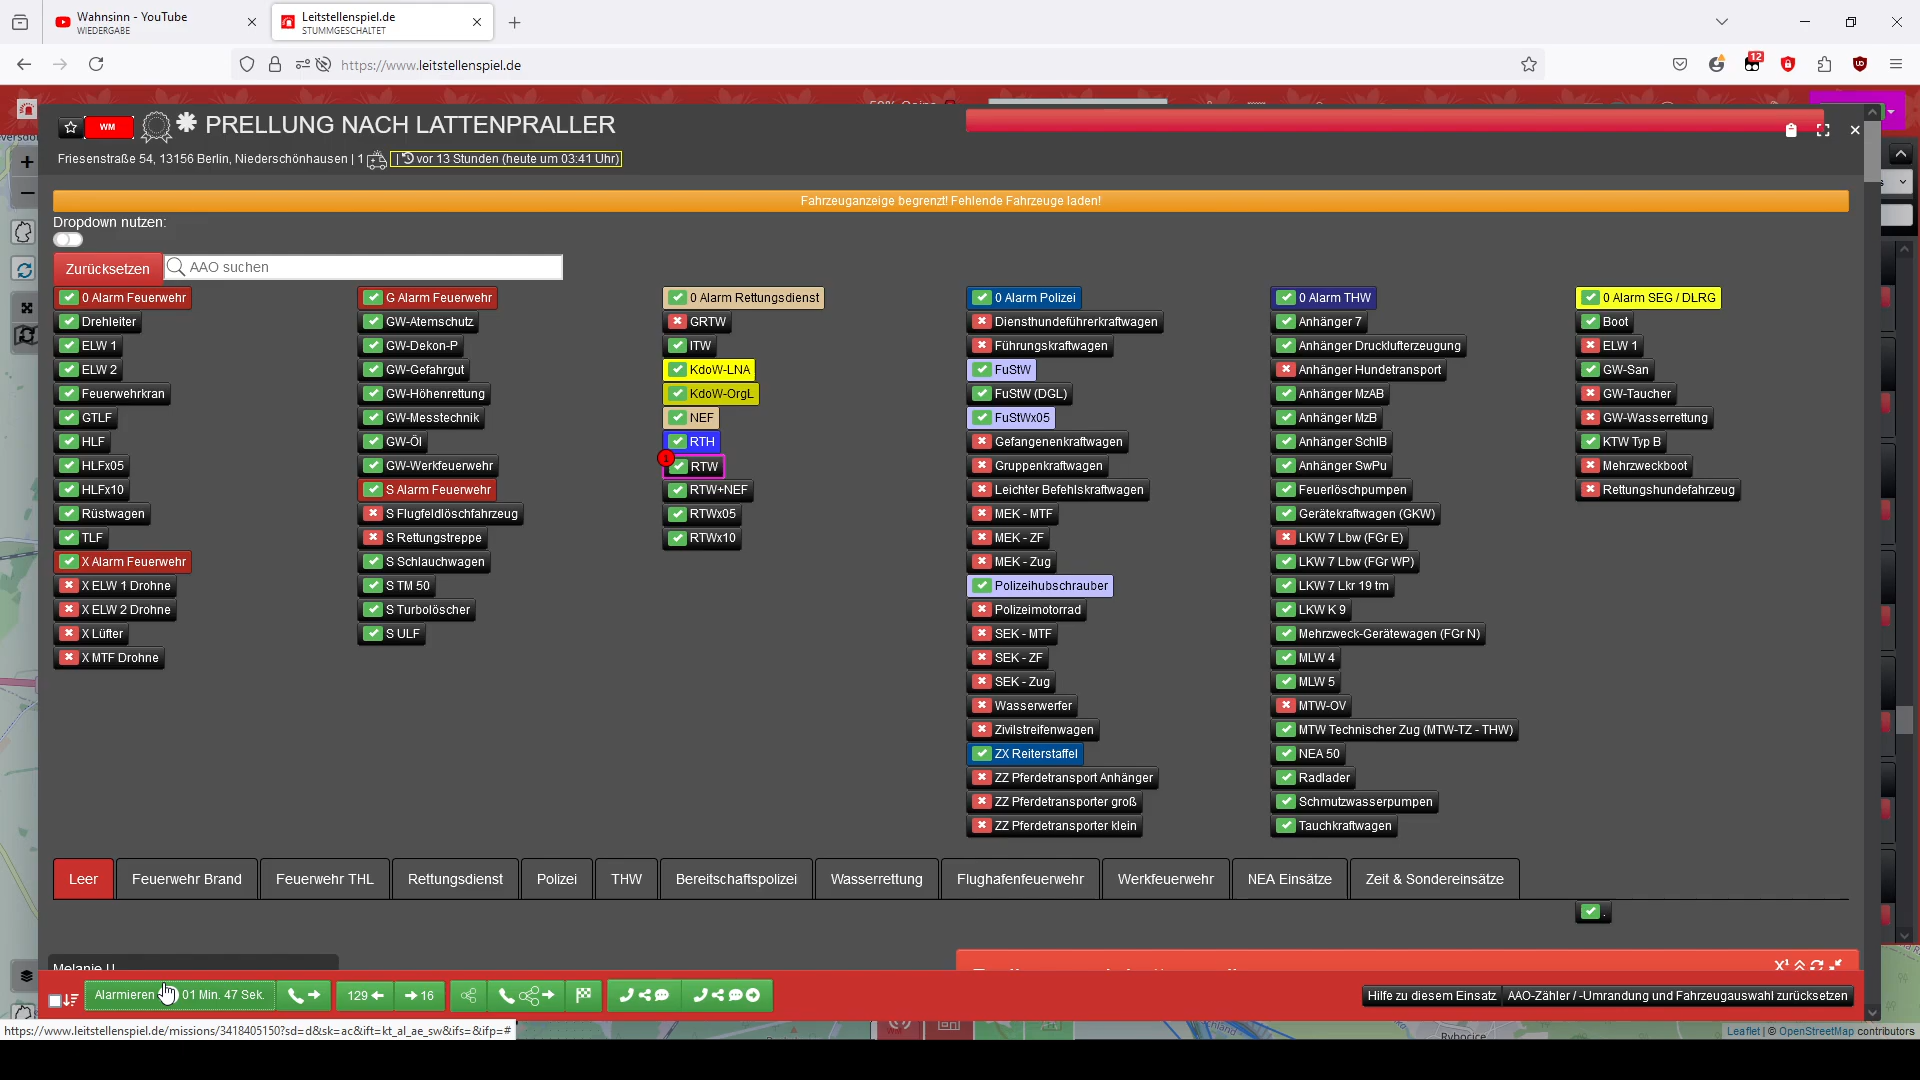 Wahnsinn - YouTube
WIEDERGABE
Leitstellenspiel.de
STUMMGESCHALTET
https://www.leitstellenspiel.de
12
WM
PRELLUNG NACH LATTENPRALLER
Friesenstraße 54, 13156 Berlin, Niederschönhausen | 1 | vor 13 Stunden (heute um 03:41 Uhr)
Fahrzeuganzeige begrenzt! Fehlende Fahrzeuge laden!
Dropdown nutzen:
Zurücksetzen
AAO suchen
0 Alarm Feuerwehr
Drehleiter
ELW 1
ELW 2
Feuerwehrkran
GTLF
HLF
HLFx05
HLFx10
Rüstwagen
TLF
X Alarm Feuerwehr
X ELW 1 Drohne
X ELW 2 Drohne
X Lüfter
X MTF Drohne
G Alarm Feuerwehr
GW-Atemschutz
GW-Dekon-P
GW-Gefahrgut
GW-Höhenrettung
GW-Messtechnik
GW-Öl
GW-Werkfeuerwehr
S Alarm Feuerwehr
S Flugfeldlöschfahrzeug
S Rettungstreppe
S Schlauchwagen
S TM 50
S Turbolöscher
S ULF
0 Alarm Rettungsdienst
GRTW
ITW
KdoW-LNA
KdoW-OrgL
NEF
RTH
1
RTW
RTW+NEF
RTWx05
RTWx10
0 Alarm Polizei
Diensthundeführerkraftwagen
Führungskraftwagen
FuStW
FuStW (DGL)
FuStWx05
Gefangenenkraftwagen
Gruppenkraftwagen
Leichter Befehlskraftwagen
MEK - MTF
MEK - ZF
MEK - Zug
Polizeihubschrauber
Polizeimotorrad
SEK - MTF
SEK - ZF
SEK - Zug
Wasserwerfer
Zivilstreifenwagen
ZX Reiterstaffel
ZZ Pferdetransport Anhänger
ZZ Pferdetransporter groß
ZZ Pferdetransporter klein
0 Alarm THW
Anhänger 7
Anhänger Drucklufterzeugung
Anhänger Hundetransport
Anhänger MzAB
Anhänger MzB
Anhänger SchlB
Anhänger SwPu
Feuerlöschpumpen
Gerätekraftwagen (GKW)
LKW 7 Lbw (FGr E)
LKW 7 Lbw (FGr WP)
LKW 7 Lkr 19 tm
LKW K 9
Mehrzweck-Gerätewagen (FGr N)
MLW 4
MLW 5
MTW-OV
MTW Technischer Zug (MTW-TZ - THW)
NEA 50
Radlader
Schmutzwasserpumpen
Tauchkraftwagen
0 Alarm SEG / DLRG
Boot
ELW 1
GW-San
GW-Taucher
GW-Wasserrettung
KTW Typ B
Mehrzweckboot
Rettungshundefahrzeug
Leer
Feuerwehr Brand
Feuerwehr THL
Rettungsdienst
Polizei
THW
Bereitschaftspolizei
Wasserrettung
Flughafenfeuerwehr
Werkfeuerwehr
NEA Einsätze
Zeit & Sondereinsätze
.
Melanie U
Alarmieren 01 Min. 47 Sek.
129
16
Hilfe zu diesem Einsatz
AAO-Zähler / -Umrandung und Fahrzeugauswahl zurücksetzen
https://www.leitstellenspiel.de/missions/3418405150?sd=d&sk=ac&ift=kt_al_ae_sw&ifs=&ifp=#
Leaflet | © OpenStreetMap contributors